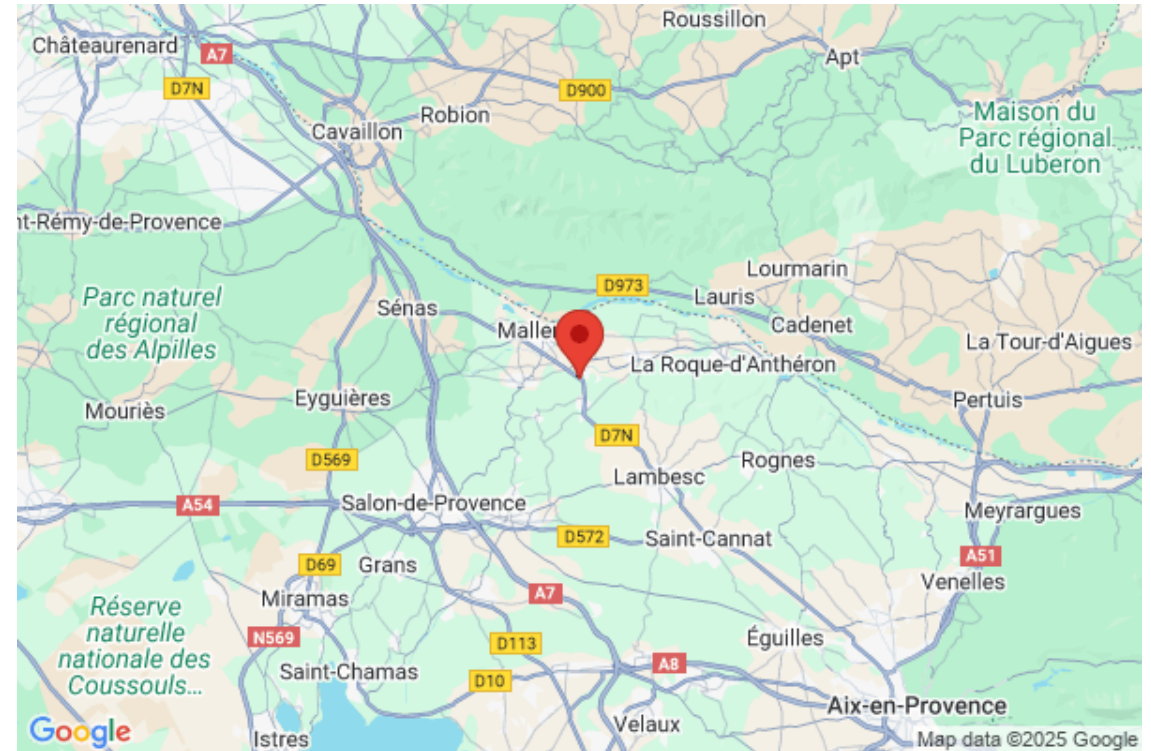 Roussillon
Châteaurenard
A7
Apt
D7N
D900
Robion
Cavaillon
Maison du
Parc régional
du Luberon
nt-Rémy-de-Provence
Lourmarin
D973
Lauris
Parc naturel
régional
des Alpilles
Sénas
Malle
Cadenet
La Tour-d'Aigues
La Roque-d'Anthéron
Eyguières
Mouriès
Pertuis
D7N
D569
Rognes
Lambesc
A54
Salon-de-Provence
Meyrargues
D572
Saint-Cannat
A51
D69
Grans
Venelles
Miramas
A7
Réserve
naturelle
nationale des
Coussouls...
N569
D113
Éguilles
Saint-Chamas
A8
D10
Aix-en-Provence
Velaux
Google
Istres
Map data ©2025 Google